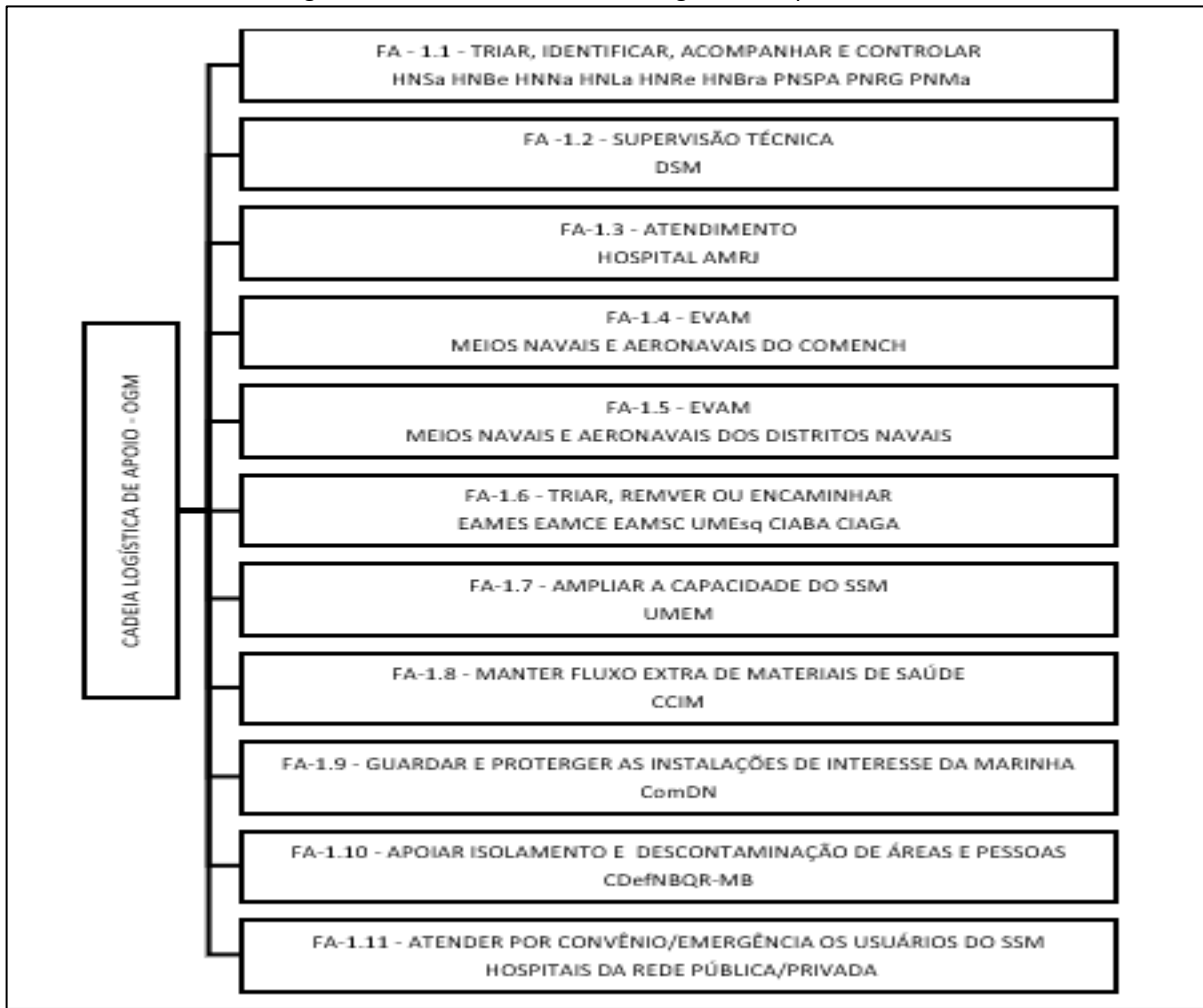 CADEIA LOGÍSTICA DE APOIO - OGM
FA - 1.1 - TRIAR, IDENTIFICAR, ACOMPANHAR E CONTROLAR
HNSa HNBe HNNa HNLa HNRe HNBra PNSPA PNRG PNMa
FA -1.2 - SUPERVISÃO TÉCNICA
DSM
FA-1.3 - ATENDIMENTO
HOSPITAL AMRJ
FA-1.4 - EVAM
MEIOS NAVAIS E AERONAVAIS DO COMENCH
FA-1.5 - EVAM
MEIOS NAVAIS E AERONAVAIS DOS DISTRITOS NAVAIS
FA-1.6 - TRIAR, REMVER OU ENCAMINHAR
EAMES EAMCE EAMSC UMEsq CIABA CIAGA
FA-1.7 - AMPLIAR A CAPACIDADE DO SSM
UMEM
FA-1.8 - MANTER FLUXO EXTRA DE MATERIAIS DE SAÚDE
CCIM
FA-1.9 - GUARDAR E PROTERGER AS INSTALAÇÕES DE INTERESSE DA MARINHA
ComDN
FA-1.10 - APOIAR ISOLAMENTO E DESCONTAMINAÇÃO DE ÁREAS E PESSOAS
CDefNBQR-MB
FA-1.11 - ATENDER POR CONVÊNIO/EMERGÊNCIA OS USUÁRIOS DO SSM
HOSPITAIS DA REDE PÚBLICA/PRIVADA